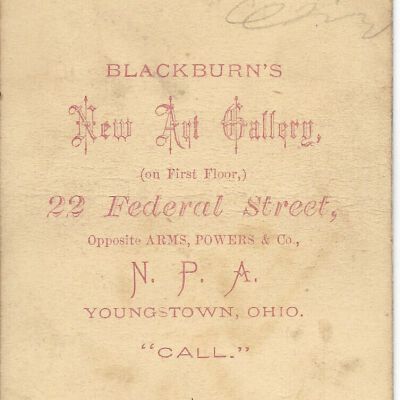 BLACKBURN'S
New Art Gallery,
(on First Floor,)
22 Federal Street,
Opposite ARMS, POWERS & Co.,
N. P. A.
YOUNGSTOWN, OHIO.
"CALL."